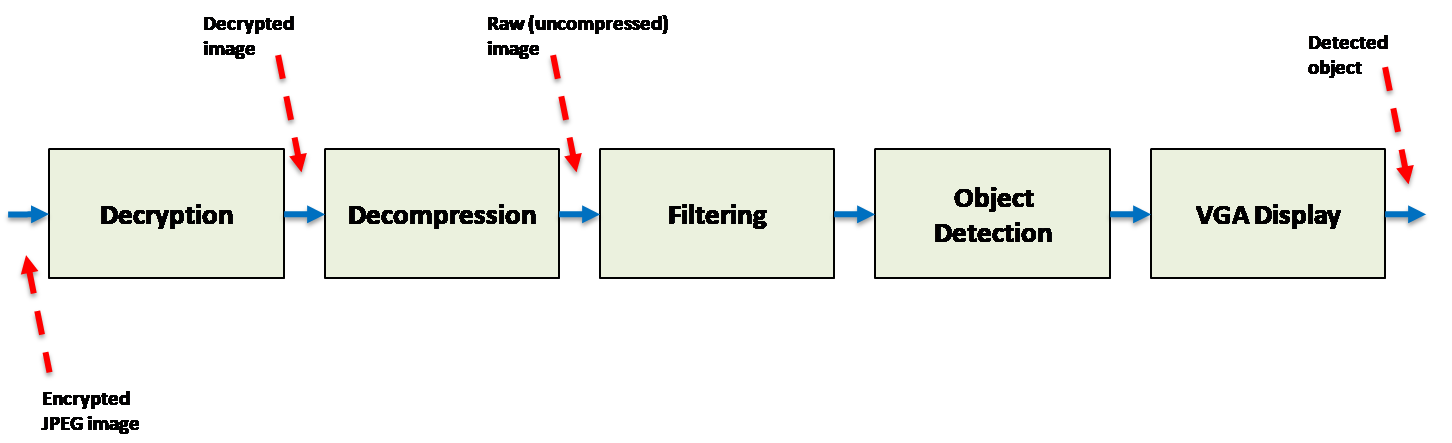 Decrypted
image
Raw (uncompressed)
image
Detected
object
Decryption
Decompression
Filtering
Object
Detection
VGA Display
Encrypted
JPEG image